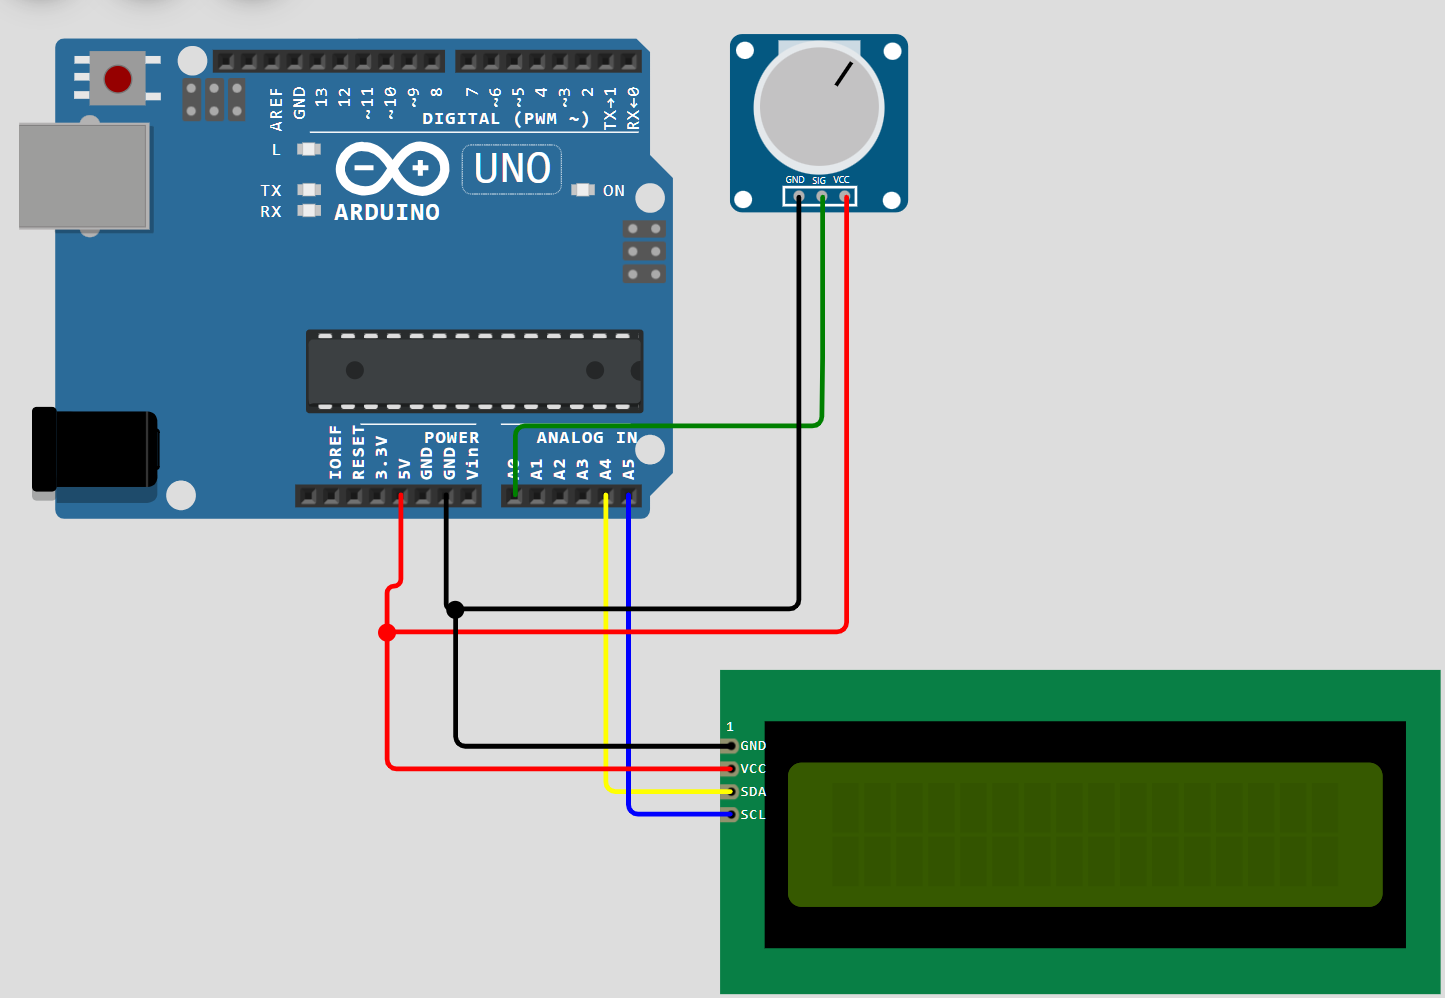 AREF
GND
13
12
~11
~10
~9
8
7
~6
~5
4
~3
2
TX→1
RX←0
DIGITAL (PWM ~)
L
TX
RX
UNO
ON
ARDUINO
GND SIG VCC
POWER
ANALOG IN
IOREF
RESET
3.3V
5V
GND
GND
Vin
A0
A1
A2
A3
A4
A5
1
GND
VCC
SDA
SCL